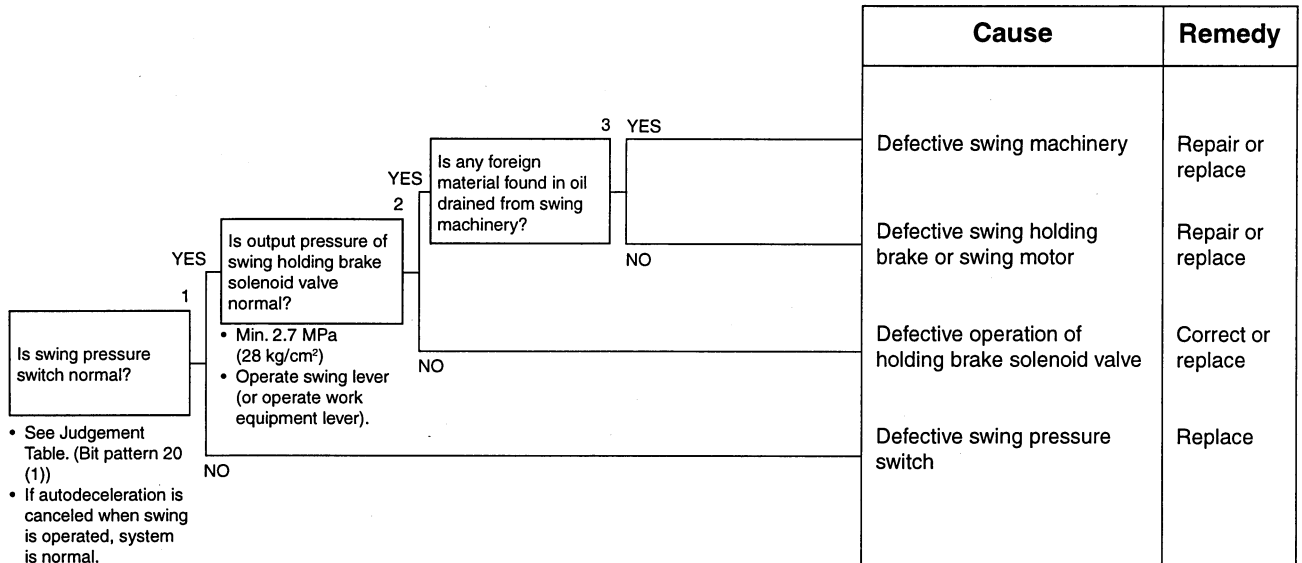 Cause
Remedy
3 YES
Is any foreign
material found in oil
drained from swing
machinery?
Defective swing machinery
Repair or
replace
YES
2
NO
Defective swing holding
brake or swing motor
Repair or
replace
Is output pressure of
swing holding brake
solenoid valve
normal?
• Min. 2.7 MPa
(28 kg/cm²)
• Operate swing lever
(or operate work
equipment lever).
YES
1
NO
Defective operation of
holding brake solenoid valve
Correct or
replace
Is swing pressure
switch normal?
• See Judgement
Table. (Bit pattern 20
(1))
• If autodeceleration is
canceled when swing
is operated, system
is normal.
NO
Defective swing pressure
switch
Replace